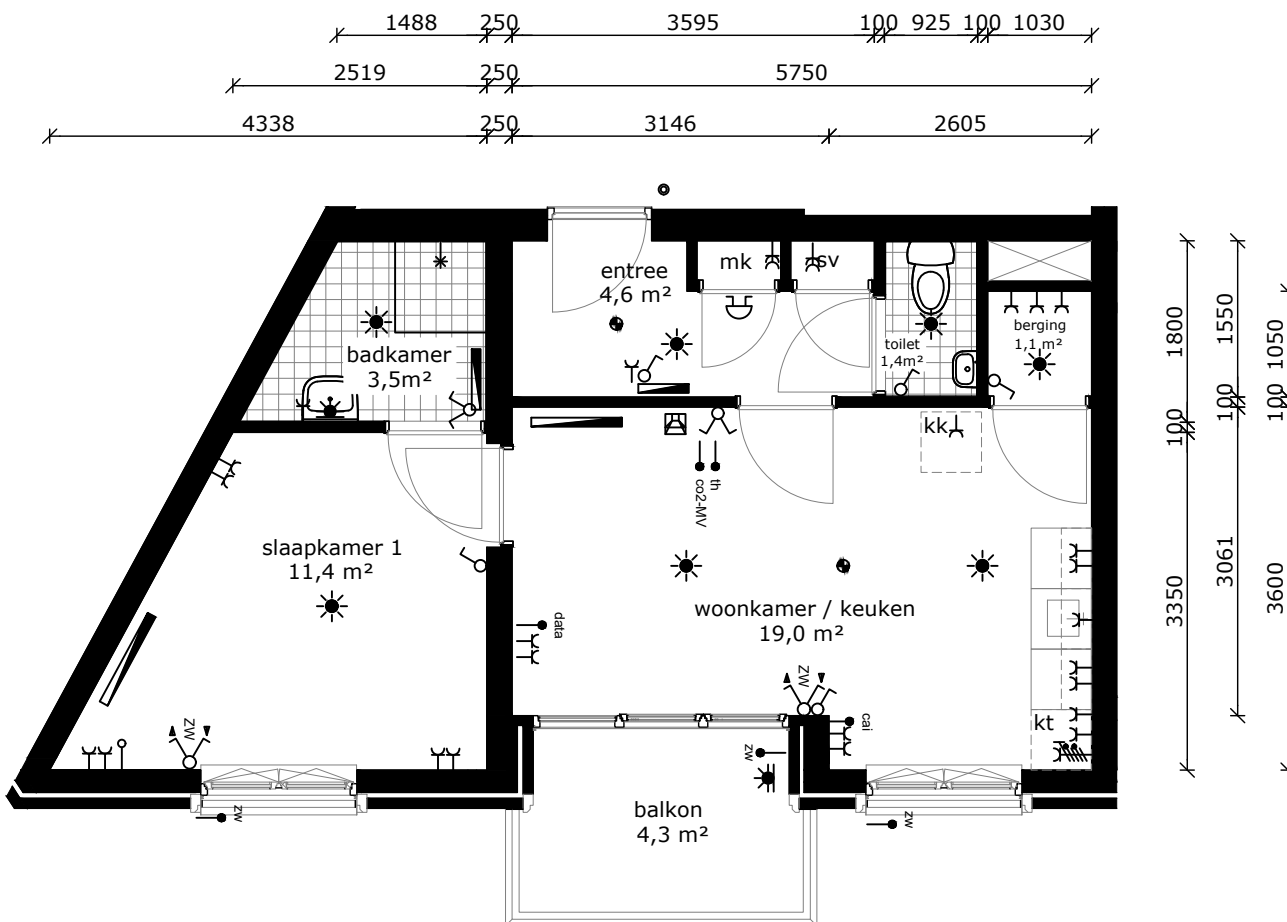 1488 250 3595 100 925 100 1030
2519 250 5750
4338 250 3146 2605
entree
4,6 m²
mk
sv
badkamer
3,5m²
toilet
1,4m²
berging
1,1 m²
kk
th
co2-MV
slaapkamer 1
11,4 m²
woonkamer / keuken
19,0 m²
data
ZW
ZW
cai
kt
zw
zw
zw
balkon
4,3 m²
1800
110
3350
1550
100
3061
1050
100
3600